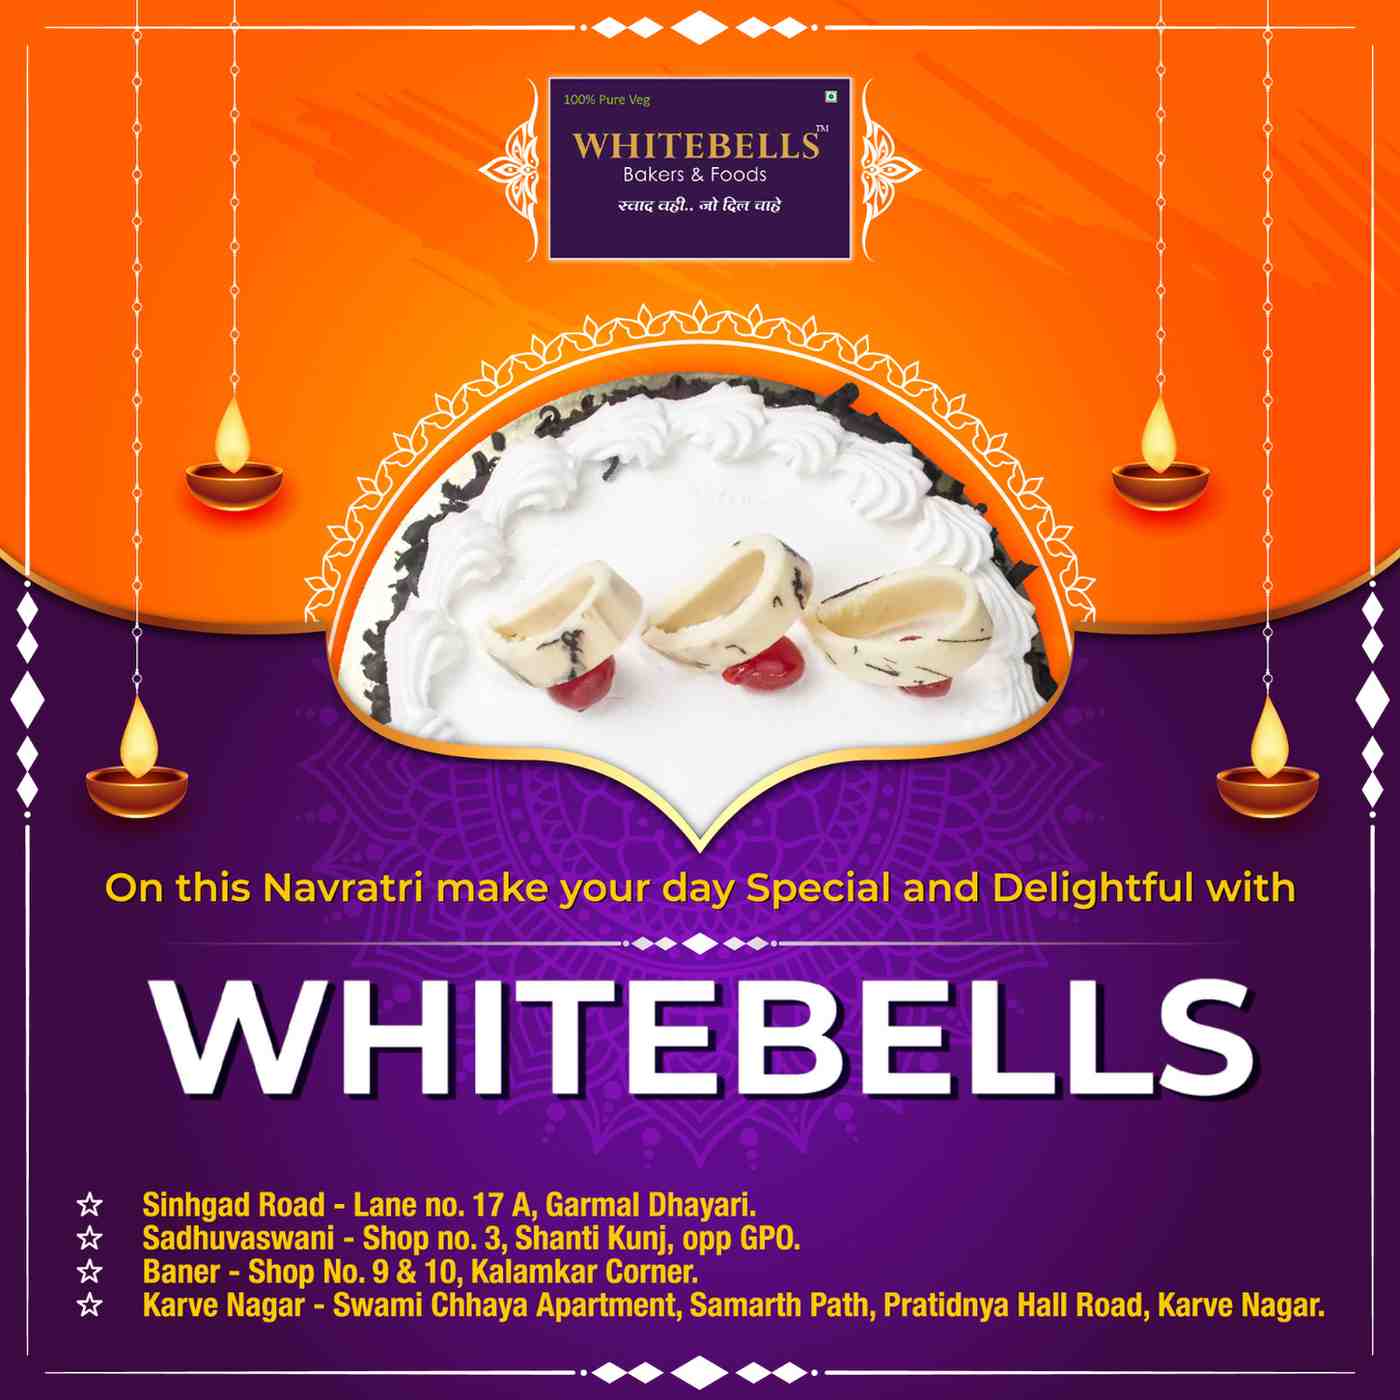 100% Pure Veg
WHITEBELLS™
Bakers & Foods
स्वाद वही.. जो दिल चाहे
On this Navratri make your day Special and Delightful with
WHITEBELLS
Sinhgad Road - Lane no. 17 A, Garmal Dhayari.
Sadhuvaswani - Shop no. 3, Shanti Kunj, opp GPO.
Baner - Shop No. 9 & 10, Kalamkar Corner.
Karve Nagar - Swami Chhaya Apartment, Samarth Path, Pratidnya Hall Road, Karve Nagar.